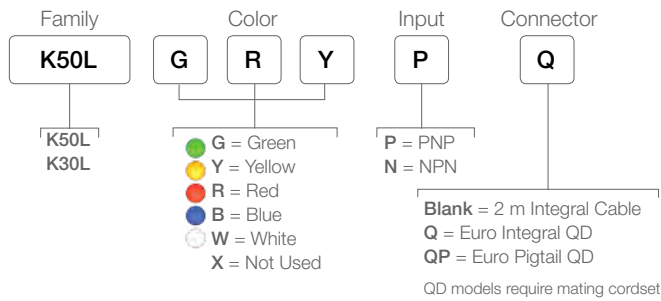 Family Color Input Connector
K50L G R Y P Q
K50L
K30L
G = Green
Y = Yellow
R = Red
B = Blue
W = White
X = Not Used
P = PNP
N = NPN
Blank = 2 m Integral Cable
Q = Euro Integral QD
QP = Euro Pigtail QD
QD models require mating cordset